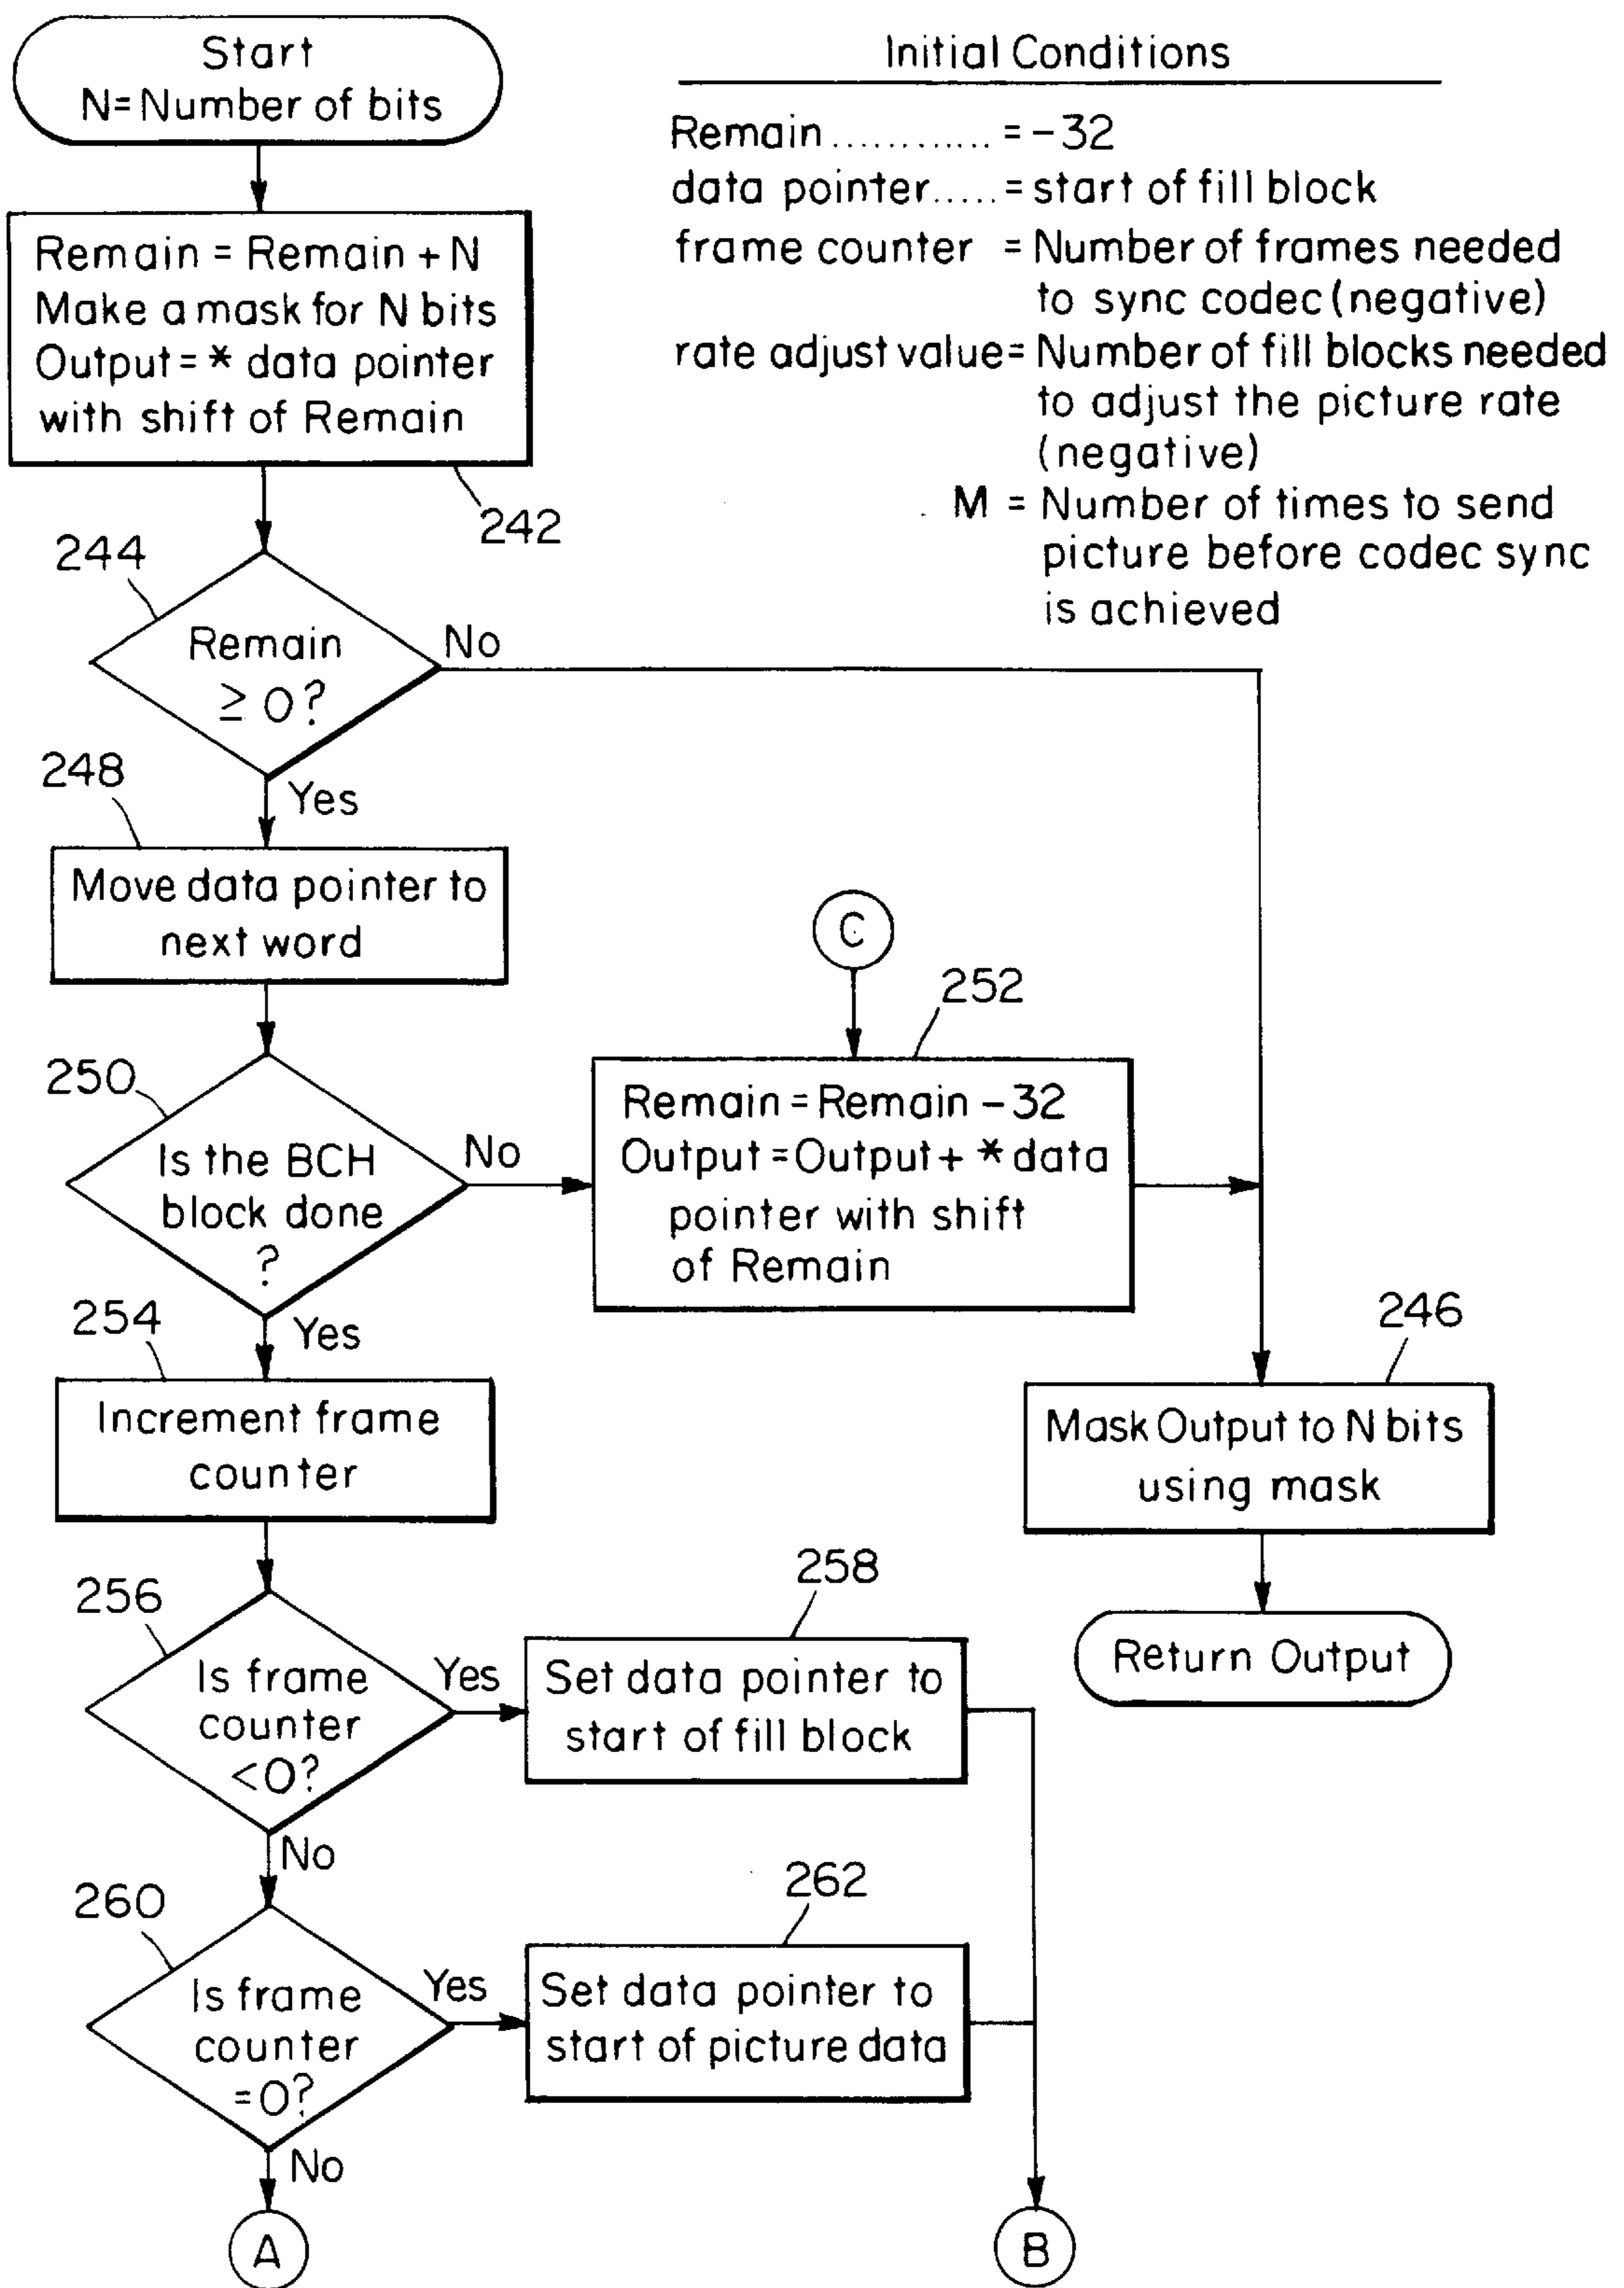 Start
N=Number of bits
Initial Conditions
Remain ............ = -32
data pointer..... = start of fill block
frame counter = Number of frames needed
to sync codec (negative)
rate adjust value= Number of fill blocks needed
to adjust the picture rate
(negative)
M = Number of times to send
picture before codec sync
is achieved
Remain = Remain + N
Make a mask for N bits
Output = * data pointer
with shift of Remain
242
244
Remain
≥ 0?
No
Yes
248
Move data pointer to
next word
C
250
Is the BCH
block done
?
No
Yes
252
Remain = Remain - 32
Output = Output + * data
pointer with shift
of Remain
254
Increment frame
counter
246
Mask Output to N bits
using mask
Return Output
256
Is frame
counter
<0?
Yes
No
258
Set data pointer to
start of fill block
260
Is frame
counter
=0?
Yes
No
262
Set data pointer to
start of picture data
A
B